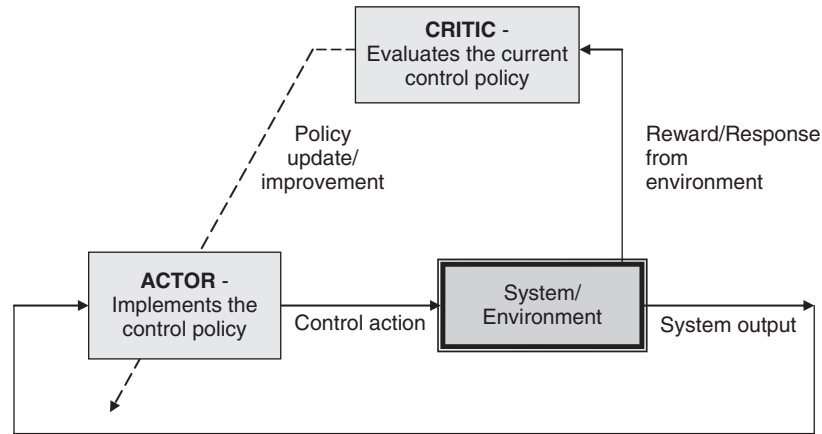 CRITIC -
Evaluates the current
control policy
Policy
update/
improvement
Reward/Response
from
environment
ACTOR -
Implements the
control policy
Control action
System/
Environment
System output